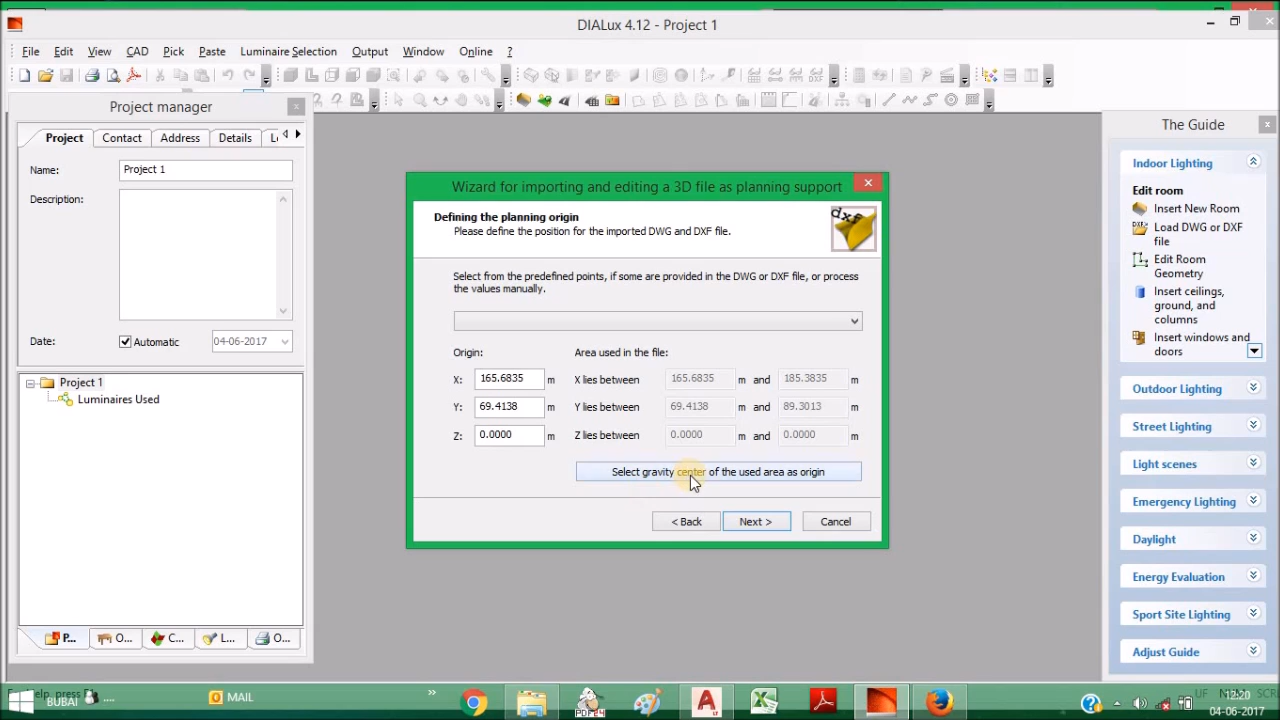 DIALux 4.12 - Project 1
File Edit View CAD Pick Paste Luminaire Selection Output Window Online ?
Project manager
Project Contact Address Details
Name: Project 1
Description:
Date: Automatic 04-06-2017
Project 1
Luminaires Used
P... O... C... L... O...
Wizard for importing and editing a 3D file as planning support
Defining the planning origin
Please define the position for the imported DWG and DXF file.
dxf
Select from the predefined points, if some are provided in the DWG or DXF file, or process
the values manually.
Origin: Area used in the file:
X: 165.6835 m X lies between 165.6835 m and 185.3835 m
Y: 69.4138 m Y lies between 69.4138 m and 89.3013 m
Z: 0.0000 m Z lies between 0.0000 m and 0.0000 m
Select gravity center of the used area as origin
< Back Next > Cancel
The Guide
Indoor Lighting
Edit room
Insert New Room
Load DWG or DXF
file
Edit Room
Geometry
Insert ceilings,
ground, and
columns
Insert windows and
doors
Outdoor Lighting
Street Lighting
Light scenes
Emergency Lighting
Daylight
Energy Evaluation
Sport Site Lighting
Adjust Guide
BUBAI
MAIL
12:20
04-06-2017